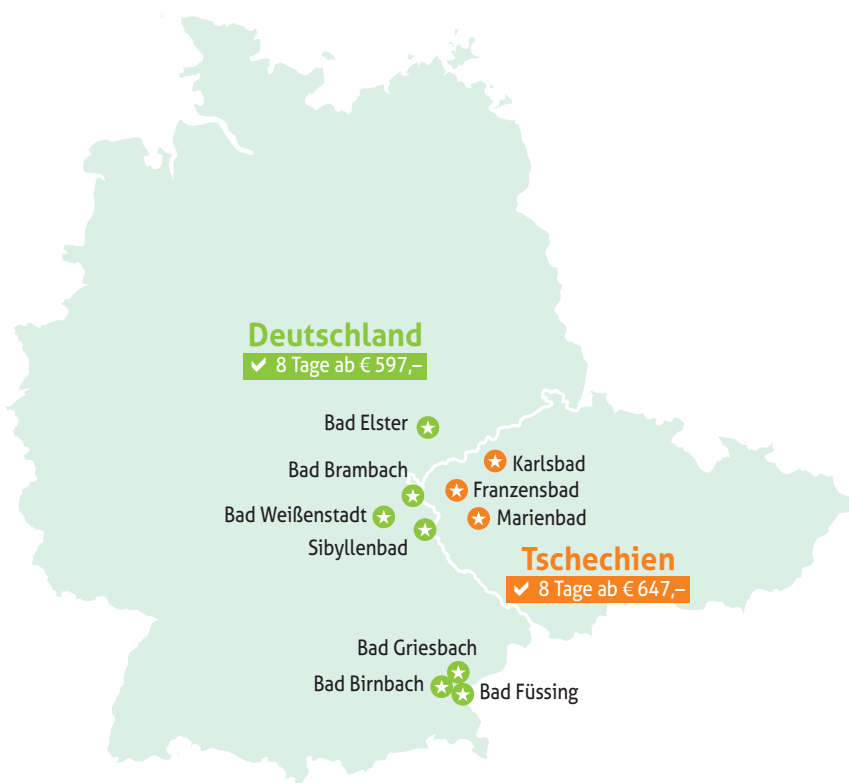 Deutschland
✓ 8 Tage ab € 597,–
Bad Elster
Bad Brambach
Bad Weißenstadt
Sibyllenbad
Karlsbad
Franzensbad
Marienbad
Tschechien
✓ 8 Tage ab € 647,–
Bad Griesbach
Bad Birnbach
Bad Füssing